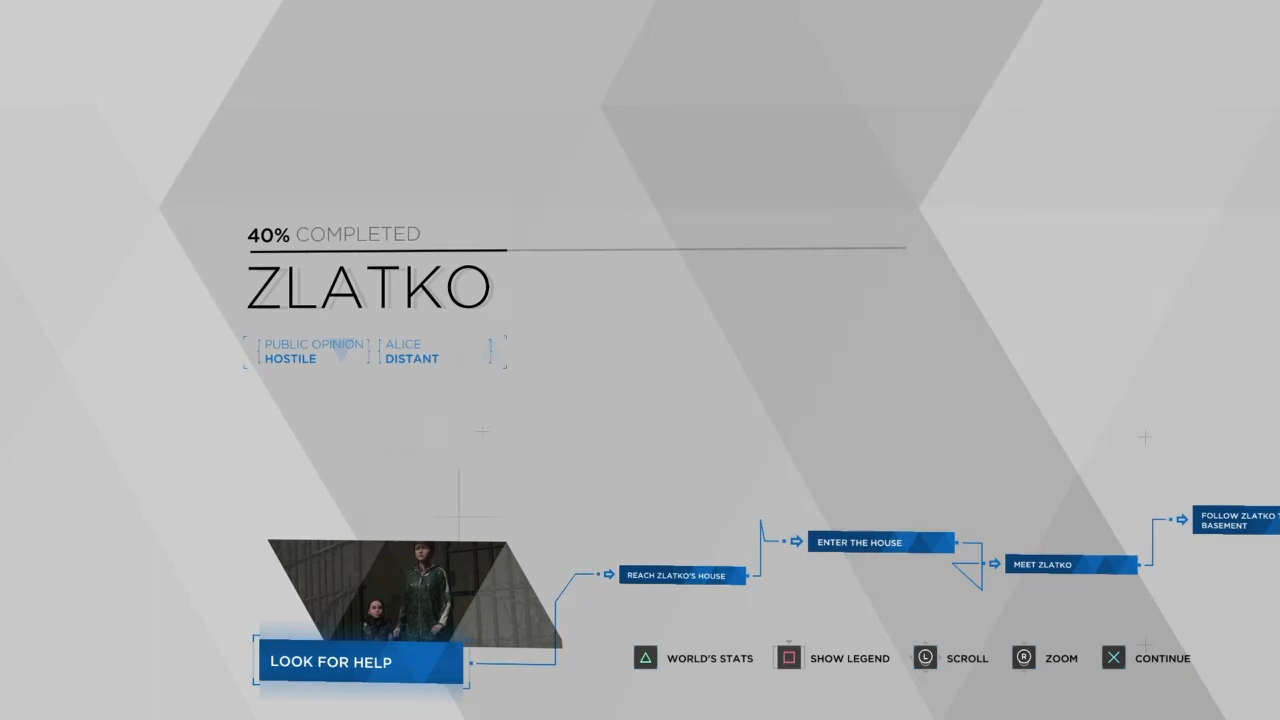 40% COMPLETED
ZLATKO
PUBLIC OPINION ALICE
HOSTILE DISTANT
FOLLOW ZLATKO
BASEMENT
ENTER THE HOUSE
MEET ZLATKO
REACH ZLATKO'S HOUSE
LOOK FOR HELP
WORLD'S STATS SHOW LEGEND L SCROLL R ZOOM CONTINUE